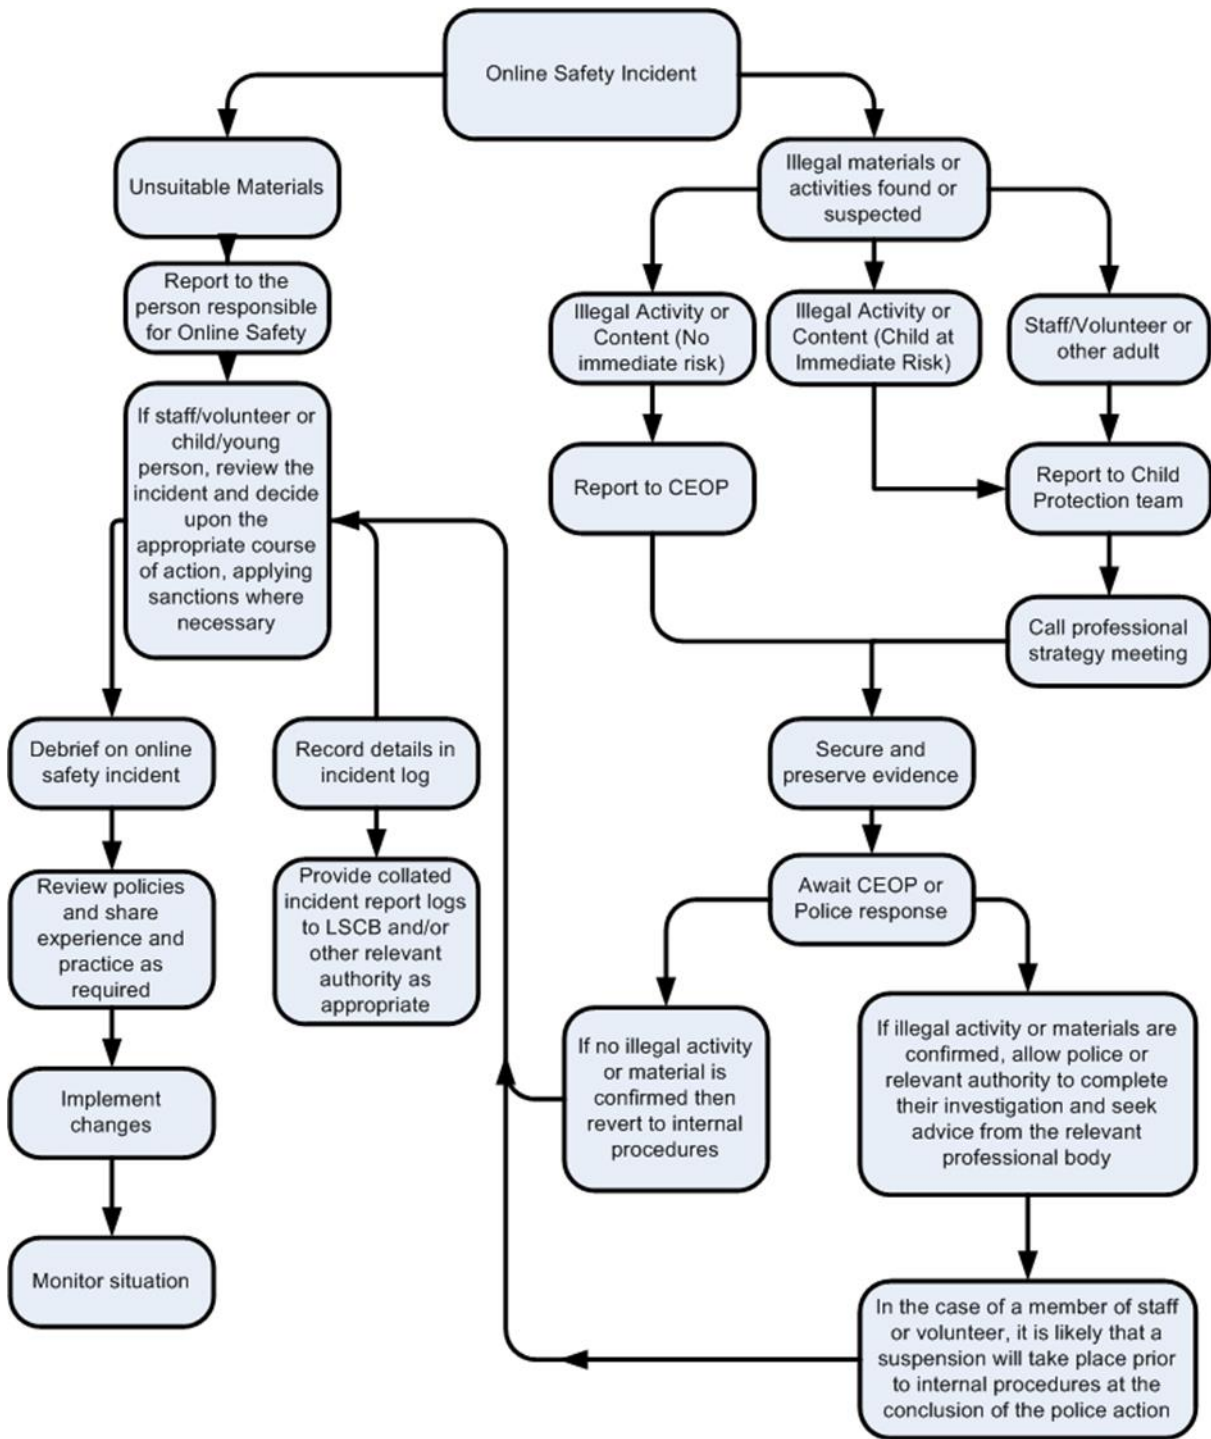 Online Safety Incident
Unsuitable Materials
Report to the
person responsible
for Online Safety
If staff/volunteer or
child/young
person, review the
incident and decide
upon the
appropriate course
of action, applying
sanctions where
necessary
Debrief on online
safety incident
Review policies
and share
experience and
practice as
required
Implement
changes
Monitor situation
Record details in
incident log
Provide collated
incident report logs
to LSCB and/or
other relevant
authority as
appropriate
Illegal materials or
activities found or
suspected
Illegal Activity or
Content (No
immediate risk)
Illegal Activity or
Content (Child at
Immediate Risk)
Staff/Volunteer or
other adult
Report to CEOP
Report to Child
Protection team
Call professional
strategy meeting
Secure and
preserve evidence
Await CEOP or
Police response
If no illegal activity
or material is
confirmed then
revert to internal
procedures
If illegal activity or materials are
confirmed, allow police or
relevant authority to complete
their investigation and seek
advice from the relevant
professional body
In the case of a member of staff
or volunteer, it is likely that a
suspension will take place prior
to internal procedures at the
conclusion of the police action